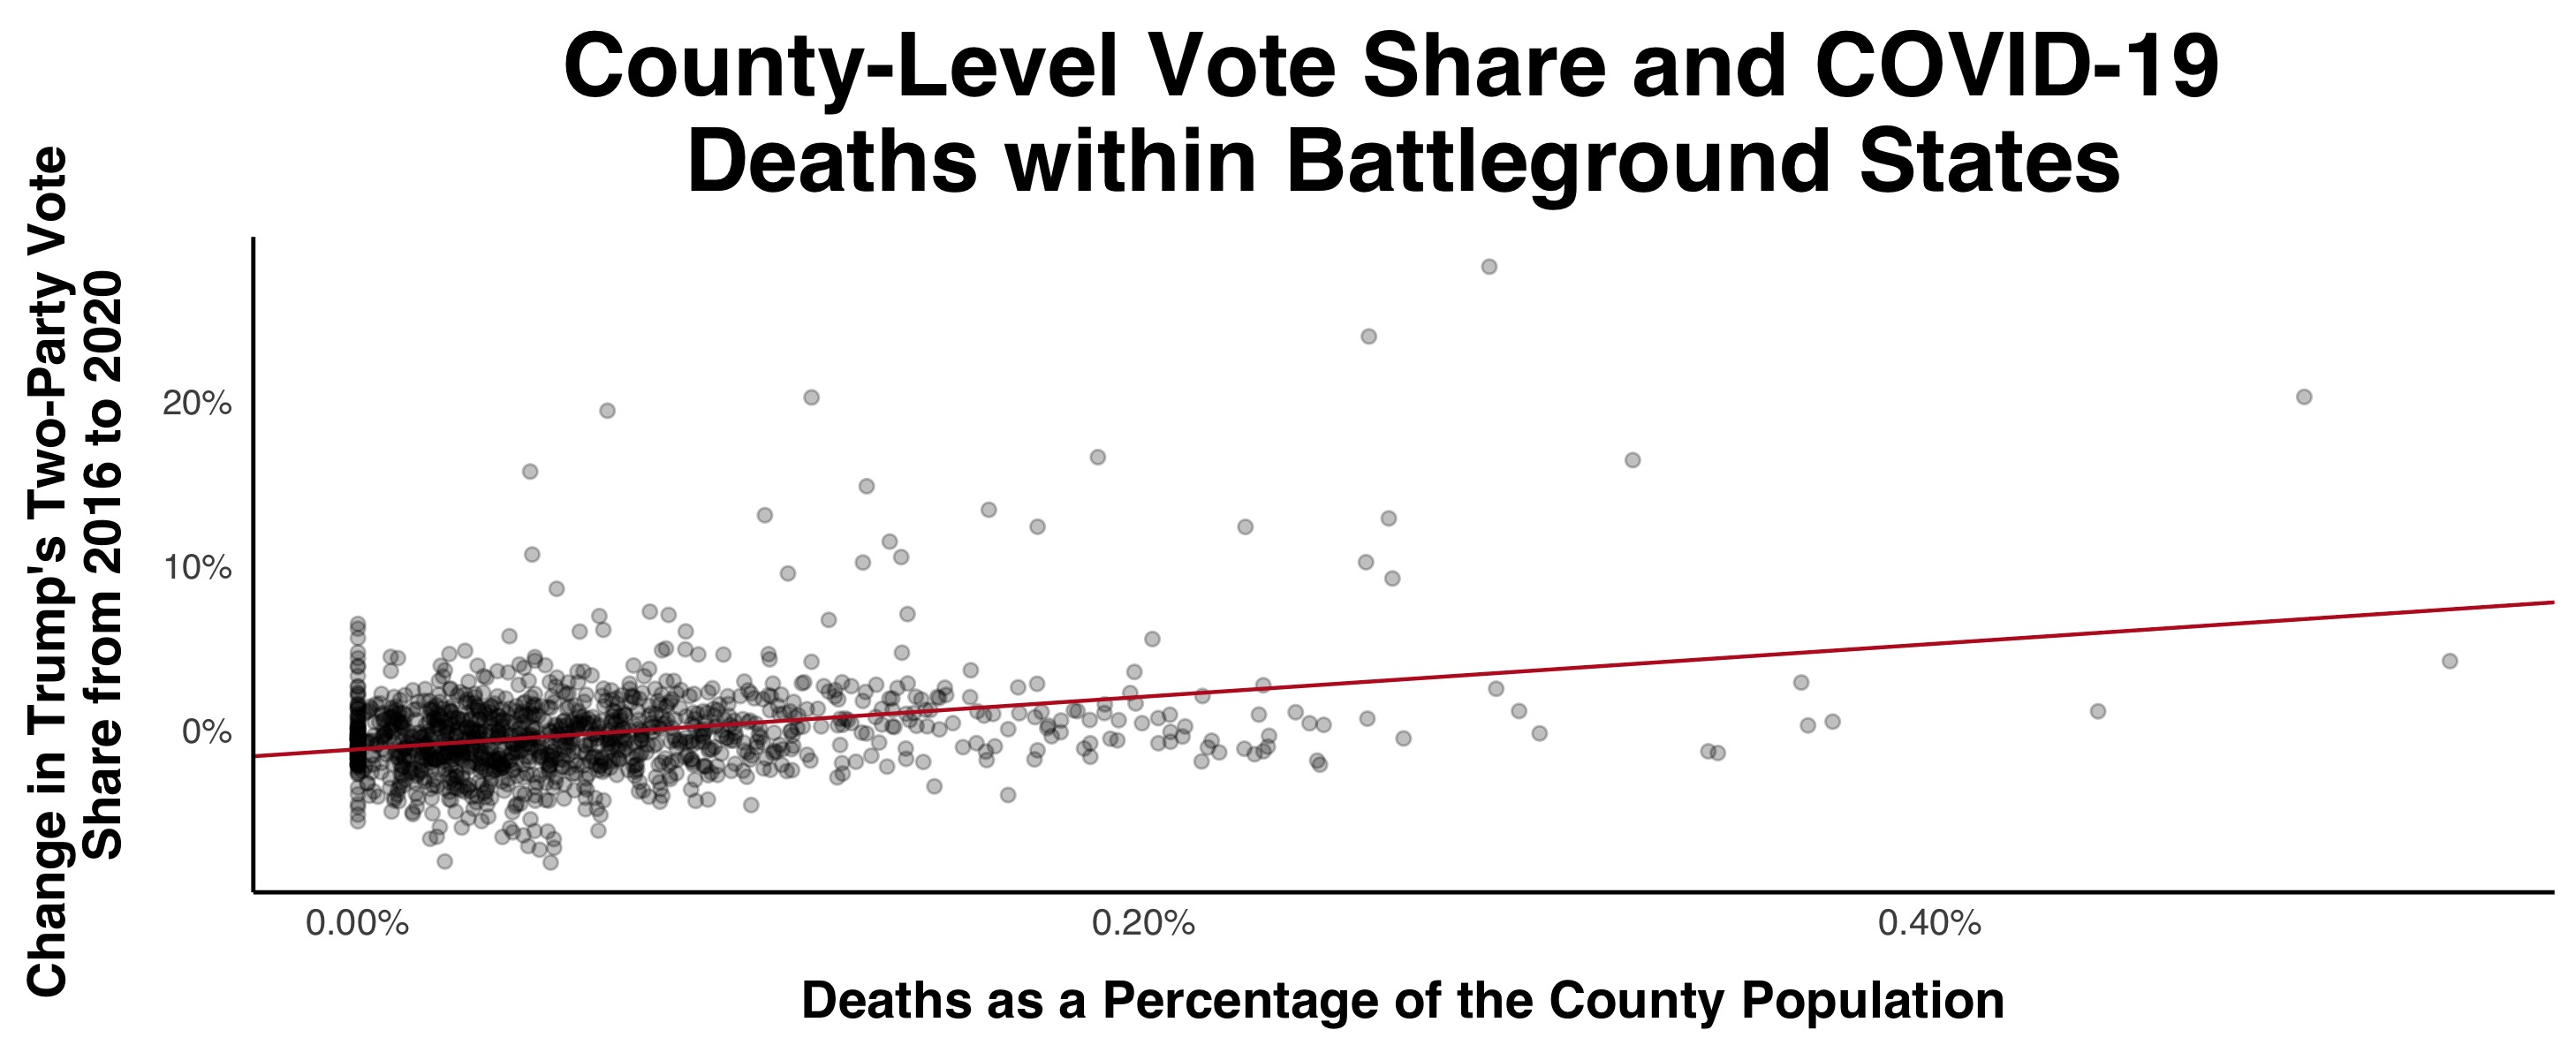 County-Level Vote Share and COVID-19
Deaths within Battleground States
Change in Trump's Two-Party Vote
Share from 2016 to 2020
20%
10%
0%
0.00%
0.20%
0.40%
Deaths as a Percentage of the County Population